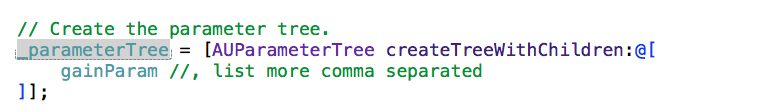 // Create the parameter tree.
_parameterTree = [AUParameterTree createTreeWithChildren:@[
    gainParam //, list more comma separated
]];